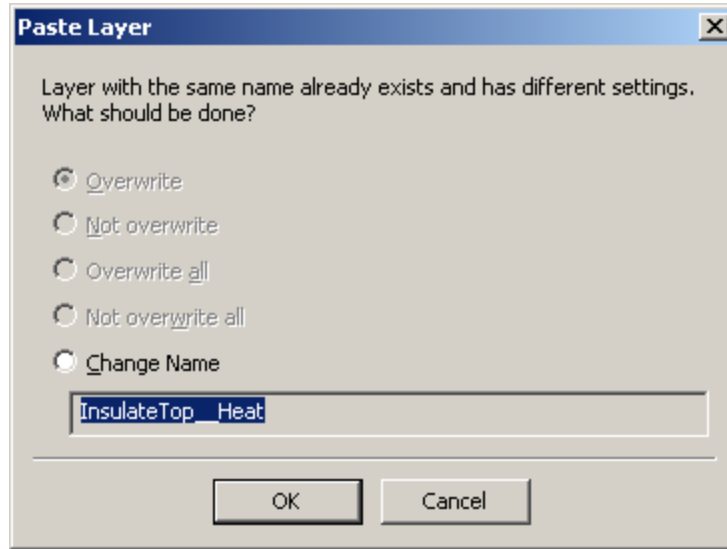 Paste Layer
Layer with the same name already exists and has different settings.
What should be done?
Overwrite
Not overwrite
Overwrite all
Not overwrite all
Change Name
InsulateTop__Heat
OK Cancel